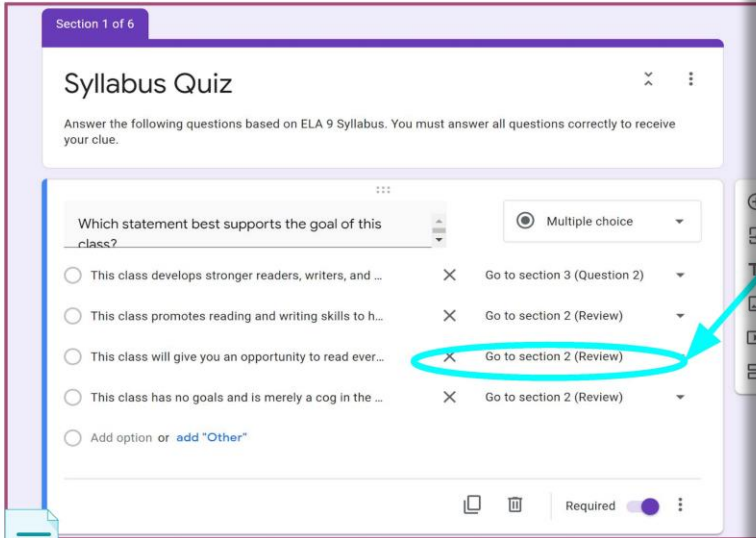 Section 1 of 6
Syllabus Quiz
Answer the following questions based on ELA 9 Syllabus. You must answer all questions correctly to receive
your clue.
Which statement best supports the goal of this
class?
Multiple choice
This class develops stronger readers, writers, and ...
Go to section 3 (Question 2)
This class promotes reading and writing skills to h...
Go to section 2 (Review)
This class will give you an opportunity to read ever...
Go to section 2 (Review)
This class has no goals and is merely a cog in the ...
Go to section 2 (Review)
Add option or add "Other"
Required